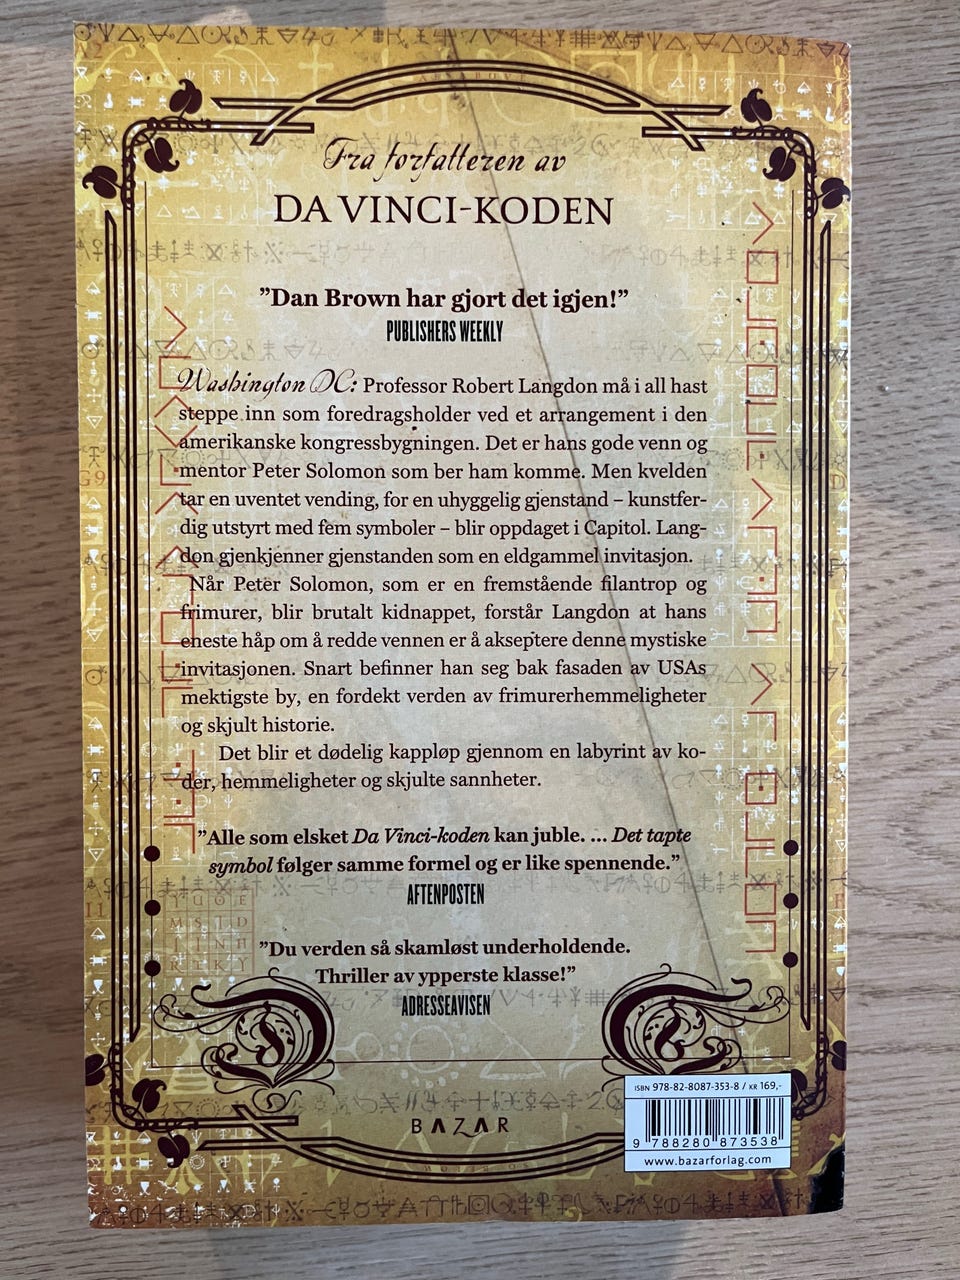 Fra forfatteren av
DA VINCI-KODEN
”Dan Brown har gjort det igjen!”
PUBLISHERS WEEKLY
Washington DC: Professor Robert Langdon må i all hast
steppe inn som foredragsholder ved et arrangement i den
amerikanske kongressbygningen. Det er hans gode venn og
mentor Peter Solomon som ber ham komme. Men kvelden
tar en uventet vending, for en uhyggelig gjenstand – kunstfer-
dig utstyrt med fem symboler – blir oppdaget i Capitol. Lang-
don gjenkjenner gjenstanden som en eldgammel invitasjon.
Når Peter Solomon, som er en fremstående filantrop og
frimurer, blir brutalt kidnappet, forstår Langdon at hans
eneste håp om å redde vennen er å akseptere denne mystiske
invitasjonen. Snart befinner han seg bak fasaden av USAs
mektigste by, en fordekt verden av frimurerhemmeligheter
og skjult historie.
Det blir et dødelig kappløp gjennom en labyrint av ko-
der, hemmeligheter og skjulte sannheter.
”Alle som elsket Da Vinci-koden kan juble. ... Det tapte
symbol følger samme formel og er like spennende.”
AFTENPOSTEN
”Du verden så skamløst underholdende.
Thriller av ypperste klasse!”
ADRESSEAVISEN
BAZAR
ISBN 978-82-8087-353-8 / KR 169,-
9 788280 873538
www.bazarforlag.com